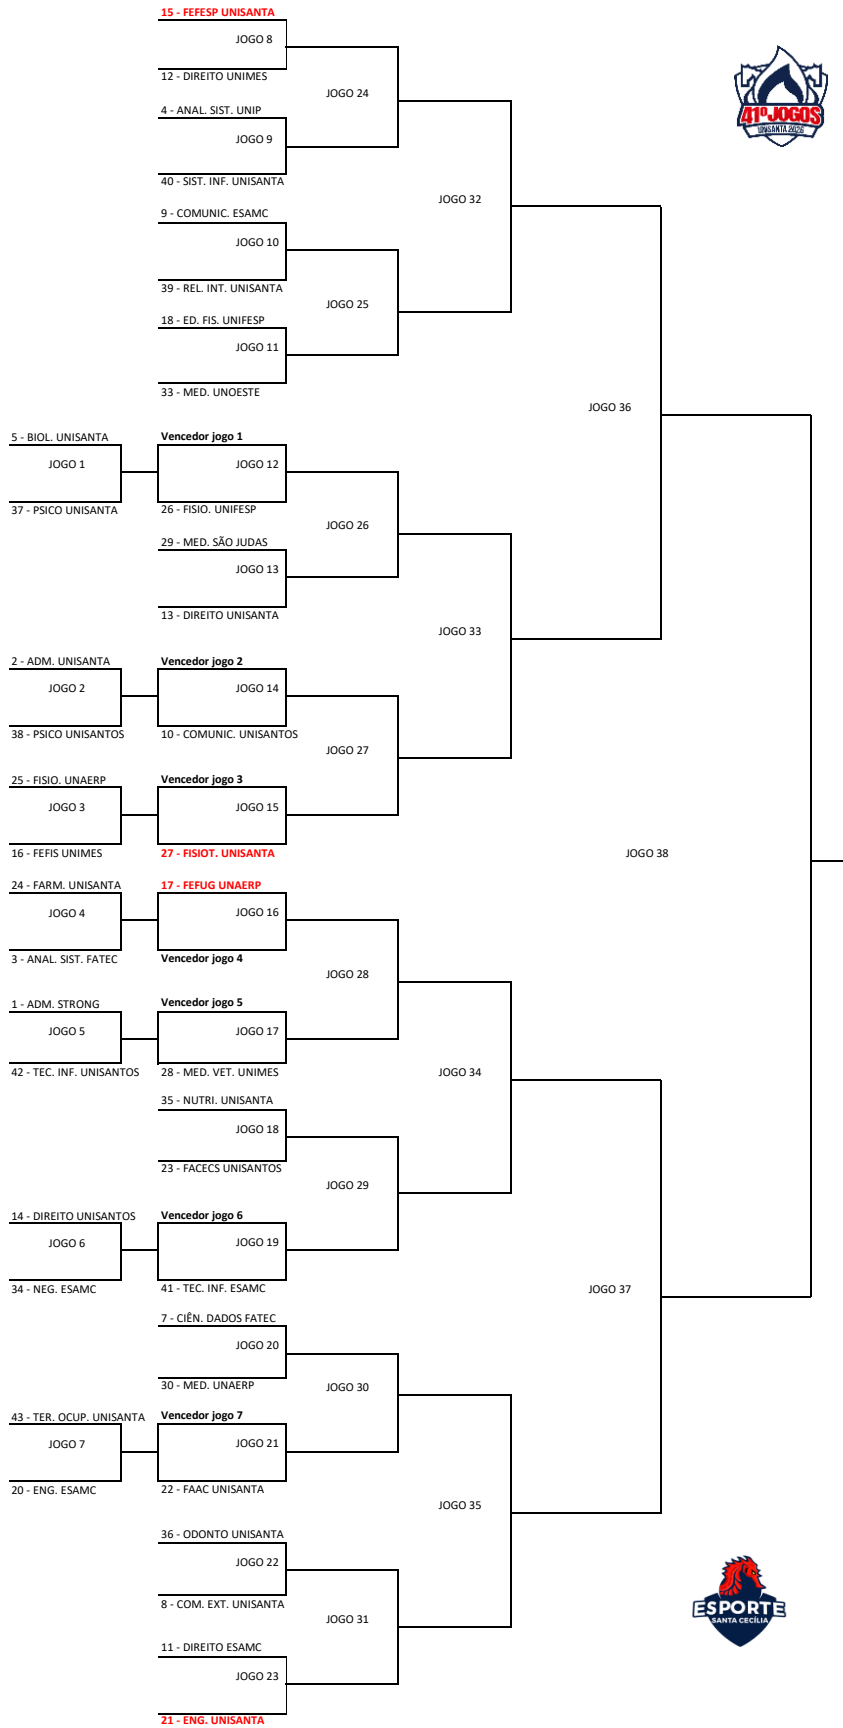 15 - FEFESP UNISANTA
JOGO 8
12 - DIREITO UNIMES
JOGO 24
4 - ANAL. SIST. UNIP
JOGO 9
40 - SIST. INF. UNISANTA
41º JOGOS
UNISANTA 2026
JOGO 32
9 - COMUNIC. ESAMC
JOGO 10
39 - REL. INT. UNISANTA
JOGO 25
18 - ED. FIS. UNIFESP
JOGO 11
33 - MED. UNOESTE
JOGO 36
5 - BIOL. UNISANTA
Vencedor jogo 1
JOGO 1
JOGO 12
37 - PSICO UNISANTA
26 - FISIO. UNIFESP
JOGO 26
29 - MED. SÃO JUDAS
JOGO 13
13 - DIREITO UNISANTA
JOGO 33
2 - ADM. UNISANTA
Vencedor jogo 2
JOGO 2
JOGO 14
38 - PSICO UNISANTOS
10 - COMUNIC. UNISANTOS
JOGO 27
25 - FISIO. UNAERP
Vencedor jogo 3
JOGO 3
JOGO 15
16 - FEFIS UNIMES
27 - FISIOT. UNISANTA
JOGO 38
24 - FARM. UNISANTA
17 - FEFUG UNAERP
JOGO 4
JOGO 16
3 - ANAL. SIST. FATEC
Vencedor jogo 4
JOGO 28
1 - ADM. STRONG
Vencedor jogo 5
JOGO 5
JOGO 17
42 - TEC. INF. UNISANTOS
28 - MED. VET. UNIMES
JOGO 34
35 - NUTRI. UNISANTA
JOGO 18
23 - FACECS UNISANTOS
JOGO 29
14 - DIREITO UNISANTOS
Vencedor jogo 6
JOGO 6
JOGO 19
34 - NEG. ESAMC
41 - TEC. INF. ESAMC
JOGO 37
7 - CIÊN. DADOS FATEC
JOGO 20
30 - MED. UNAERP
JOGO 30
43 - TER. OCUP. UNISANTA
Vencedor jogo 7
JOGO 7
JOGO 21
20 - ENG. ESAMC
22 - FAAC UNISANTA
JOGO 35
36 - ODONTO UNISANTA
JOGO 22
8 - COM. EXT. UNISANTA
JOGO 31
11 - DIREITO ESAMC
JOGO 23
21 - ENG. UNISANTA
ESPORTE
SANTA CECÍLIA